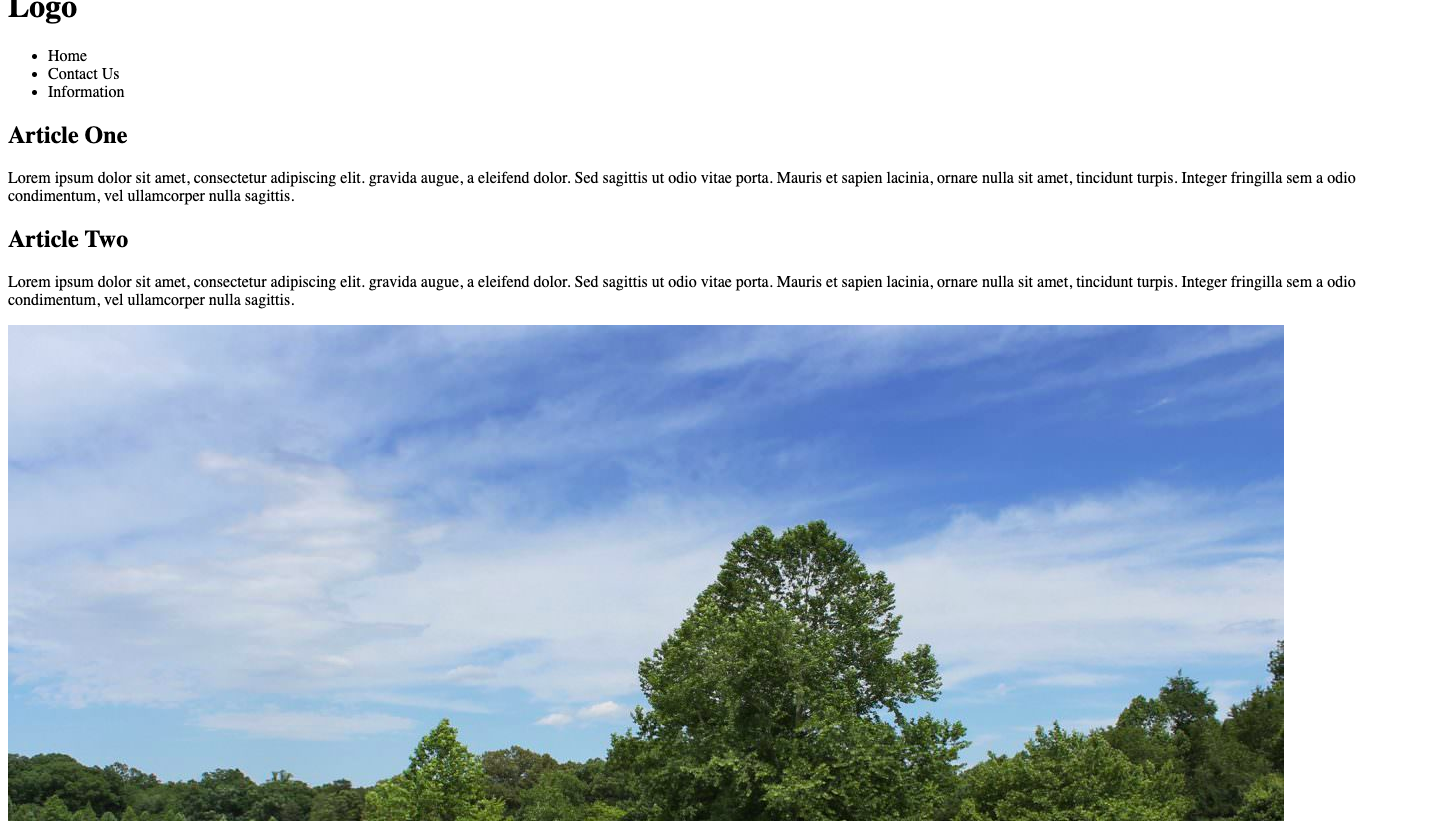 Logo
Home
Contact Us
Information
Article One
Lorem ipsum dolor sit amet, consectetur adipiscing elit. gravida augue, a eleifend dolor. Sed sagittis ut odio vitae porta. Mauris et sapien lacinia, ornare nulla sit amet, tincidunt turpis. Integer fringilla sem a odio
condimentum, vel ullamcorper nulla sagittis.
Article Two
Lorem ipsum dolor sit amet, consectetur adipiscing elit. gravida augue, a eleifend dolor. Sed sagittis ut odio vitae porta. Mauris et sapien lacinia, ornare nulla sit amet, tincidunt turpis. Integer fringilla sem a odio
condimentum, vel ullamcorper nulla sagittis.